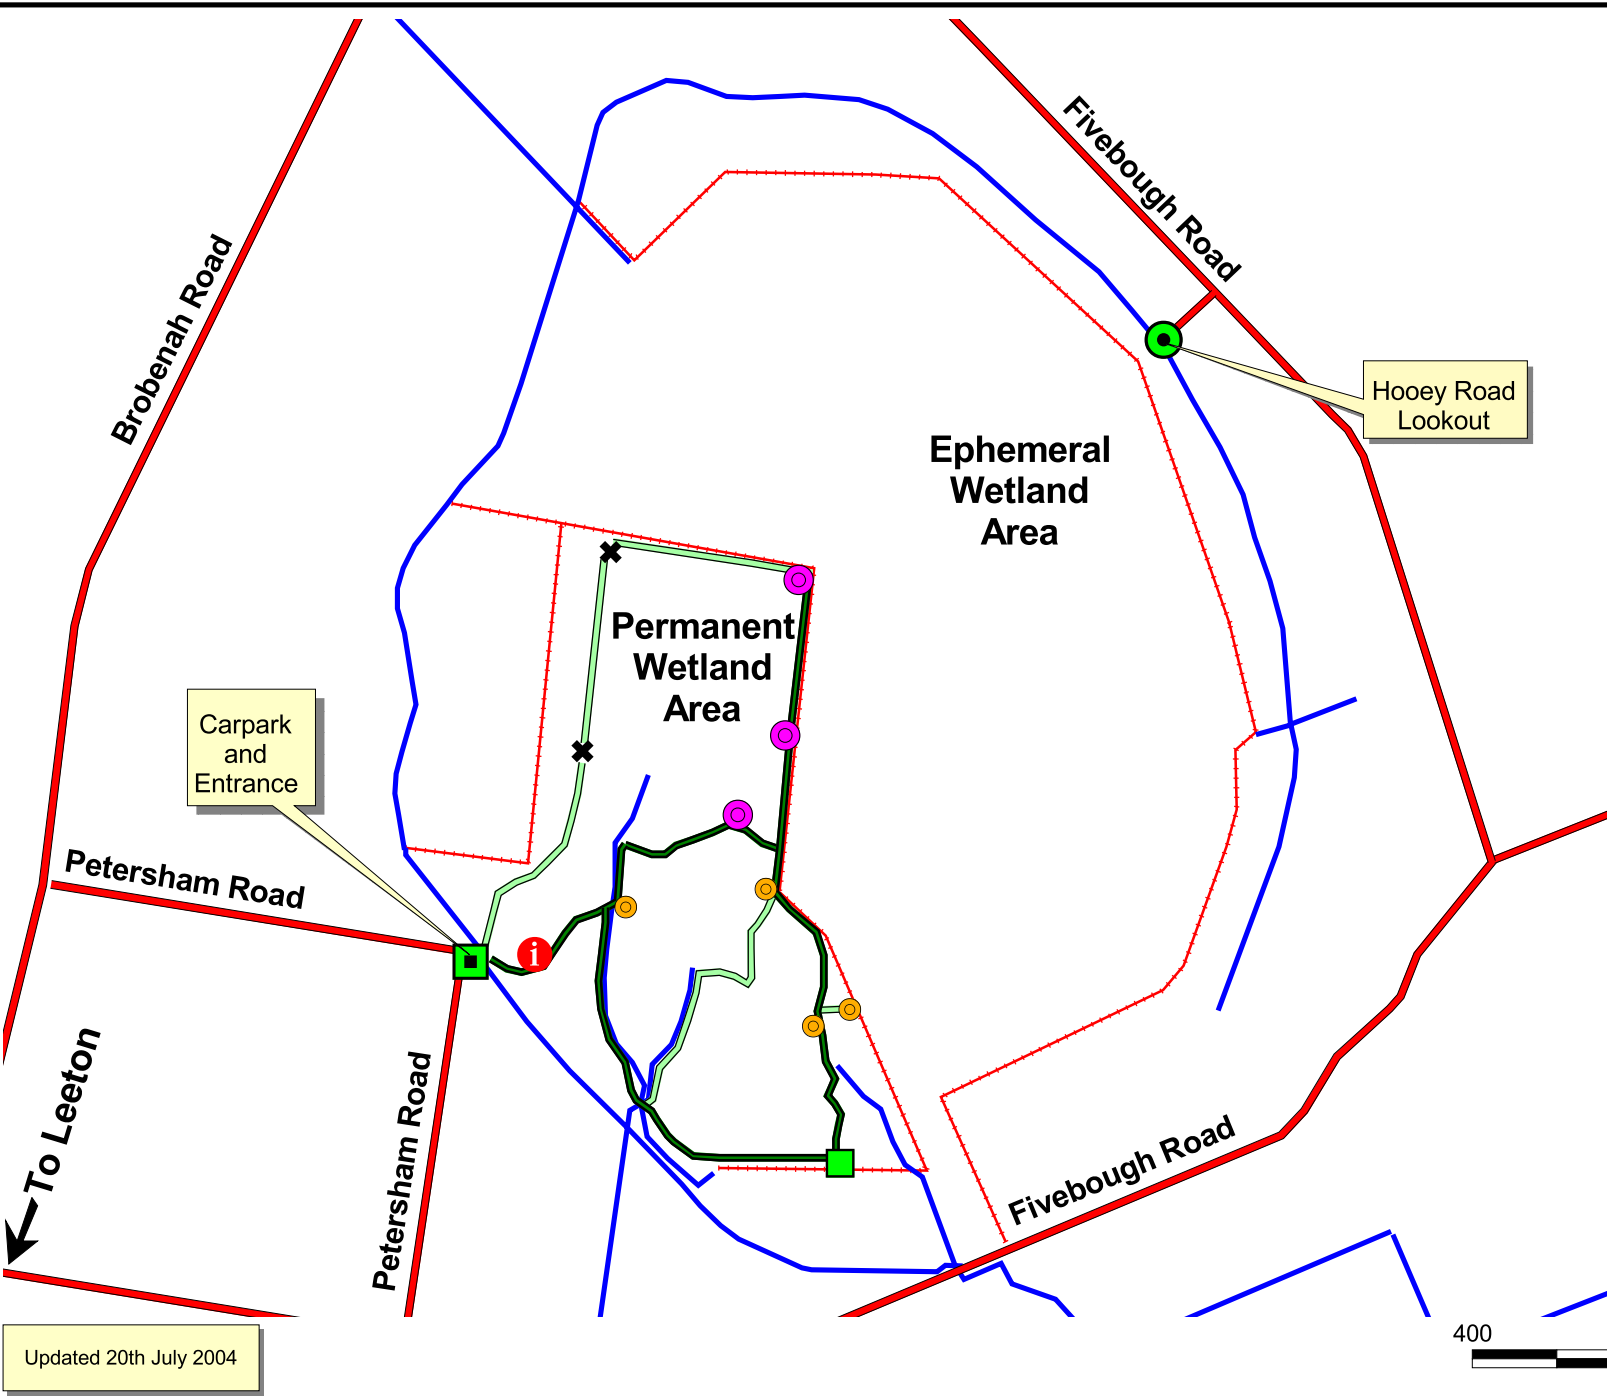 Fivebough Road
Brobenah Road
Hooey Road
Lookout
Ephemeral
Wetland
Area
Permanent
Wetland
Area
Carpark
and
Entrance
Petersham Road
i
To Leeton
Petersham Road
Fivebough Road
400
Updated 20th July 2004